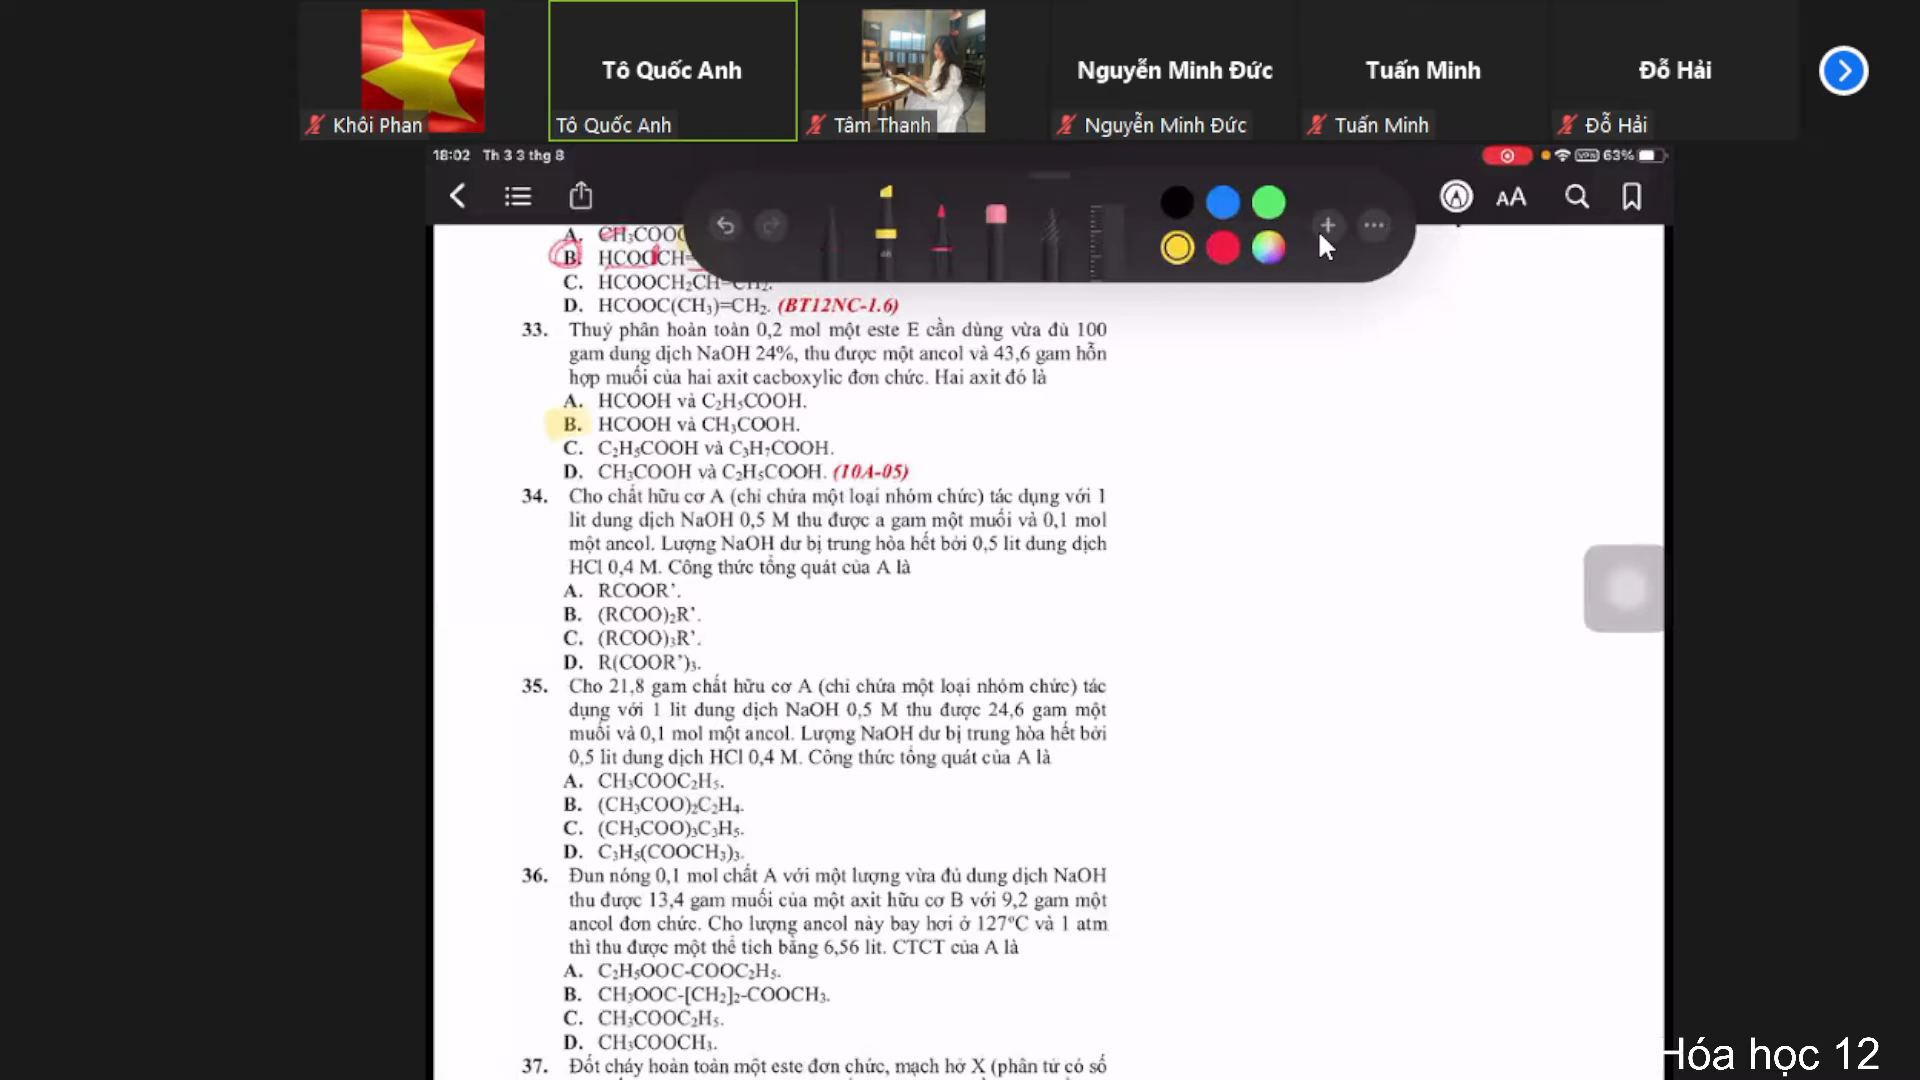 Tô Quốc Anh
Nguyễn Minh Đức
Tuấn Minh
Đỗ Hải
Khôi Phan
Tô Quốc Anh
Tâm Thanh
Nguyễn Minh Đức
Tuấn Minh
Đỗ Hải
18:02 Th 3 3 thg 8
VPN 63%
AA
A. CH₃COO
B. HCOOCH=
C. HCOOCH₂CH=CH₂.
D. HCOOC(CH₃)=CH₂. (BT12NC-1.6)
33. Thuỷ phân hoàn toàn 0,2 mol một este E cần dùng vừa đủ 100
gam dung dịch NaOH 24%, thu được một ancol và 43,6 gam hỗn
hợp muối của hai axit cacboxylic đơn chức. Hai axit đó là
A. HCOOH và C₂H₅COOH.
B. HCOOH và CH₃COOH.
C. C₂H₅COOH và C₃H₇COOH.
D. CH₃COOH và C₂H₅COOH. (10A-05)
34. Cho chất hữu cơ A (chỉ chứa một loại nhóm chức) tác dụng với 1
lit dung dịch NaOH 0,5 M thu được a gam một muối và 0,1 mol
một ancol. Lượng NaOH dư bị trung hòa hết bởi 0,5 lit dung dịch
HCl 0,4 M. Công thức tổng quát của A là
A. RCOOR’.
B. (RCOO)₂R’.
C. (RCOO)₃R’.
D. R(COOR’)₃.
35. Cho 21,8 gam chất hữu cơ A (chỉ chứa một loại nhóm chức) tác
dụng với 1 lit dung dịch NaOH 0,5 M thu được 24,6 gam một
muối và 0,1 mol một ancol. Lượng NaOH dư bị trung hòa hết bởi
0,5 lit dung dịch HCl 0,4 M. Công thức tổng quát của A là
A. CH₃COOC₂H₅.
B. (CH₃COO)₂C₂H₄.
C. (CH₃COO)₃C₃H₅.
D. C₃H₅(COOCH₃)₃.
36. Đun nóng 0,1 mol chất A với một lượng vừa đủ dung dịch NaOH
thu được 13,4 gam muối của một axit hữu cơ B với 9,2 gam một
ancol đơn chức. Cho lượng ancol này bay hơi ở 127ºC và 1 atm
thì thu được một thể tích bằng 6,56 lit. CTCT của A là
A. C₂H₅OOC-COOC₂H₅.
B. CH₃OOC-[CH₂]₂-COOCH₃.
C. CH₃COOC₂H₅.
D. CH₃COOCH₃.
37. Đốt cháy hoàn toàn một este đơn chức, mạch hở X (phân tử có số
Hóa học 12